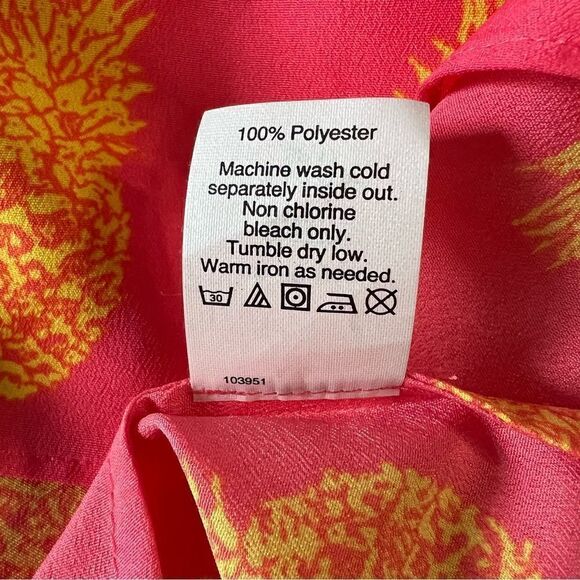 100% Polyester
Machine wash cold
separately inside out.
Non chlorine
bleach only.
Tumble dry low.
Warm iron as needed.
30
103951